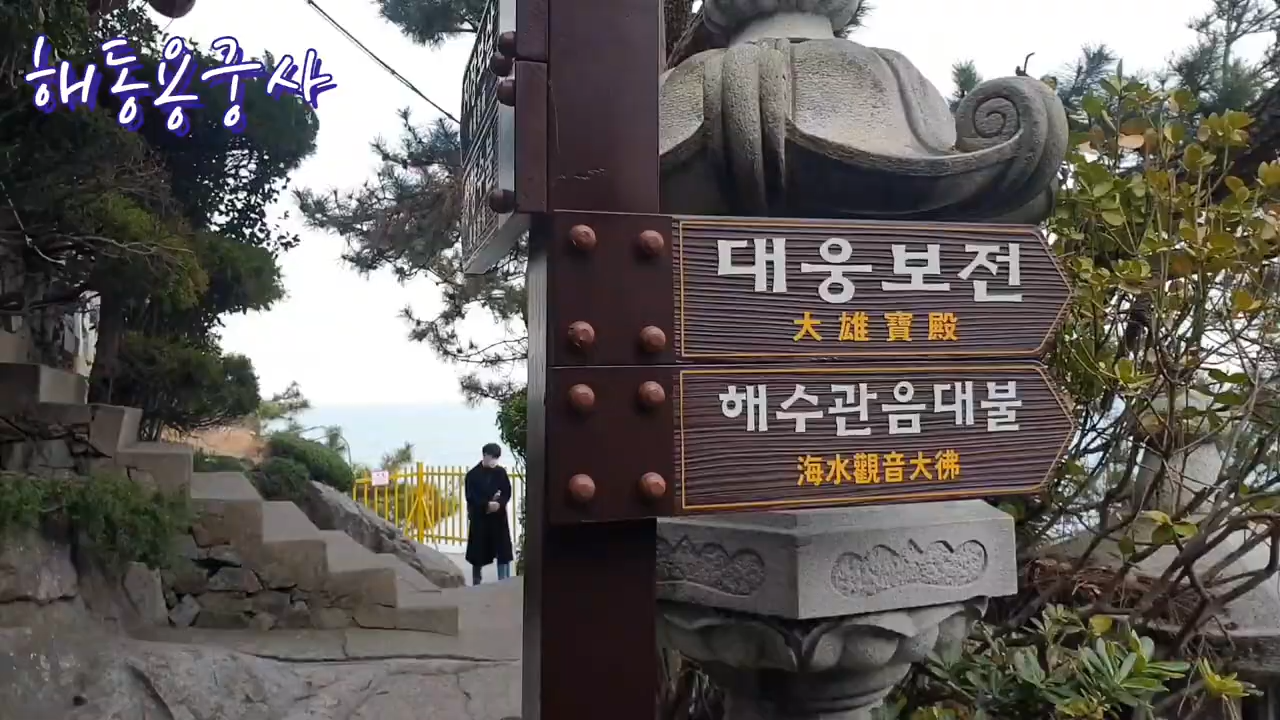 해동용궁사
대웅보전
大雄寶殿
해수관음대불
海水觀音大佛